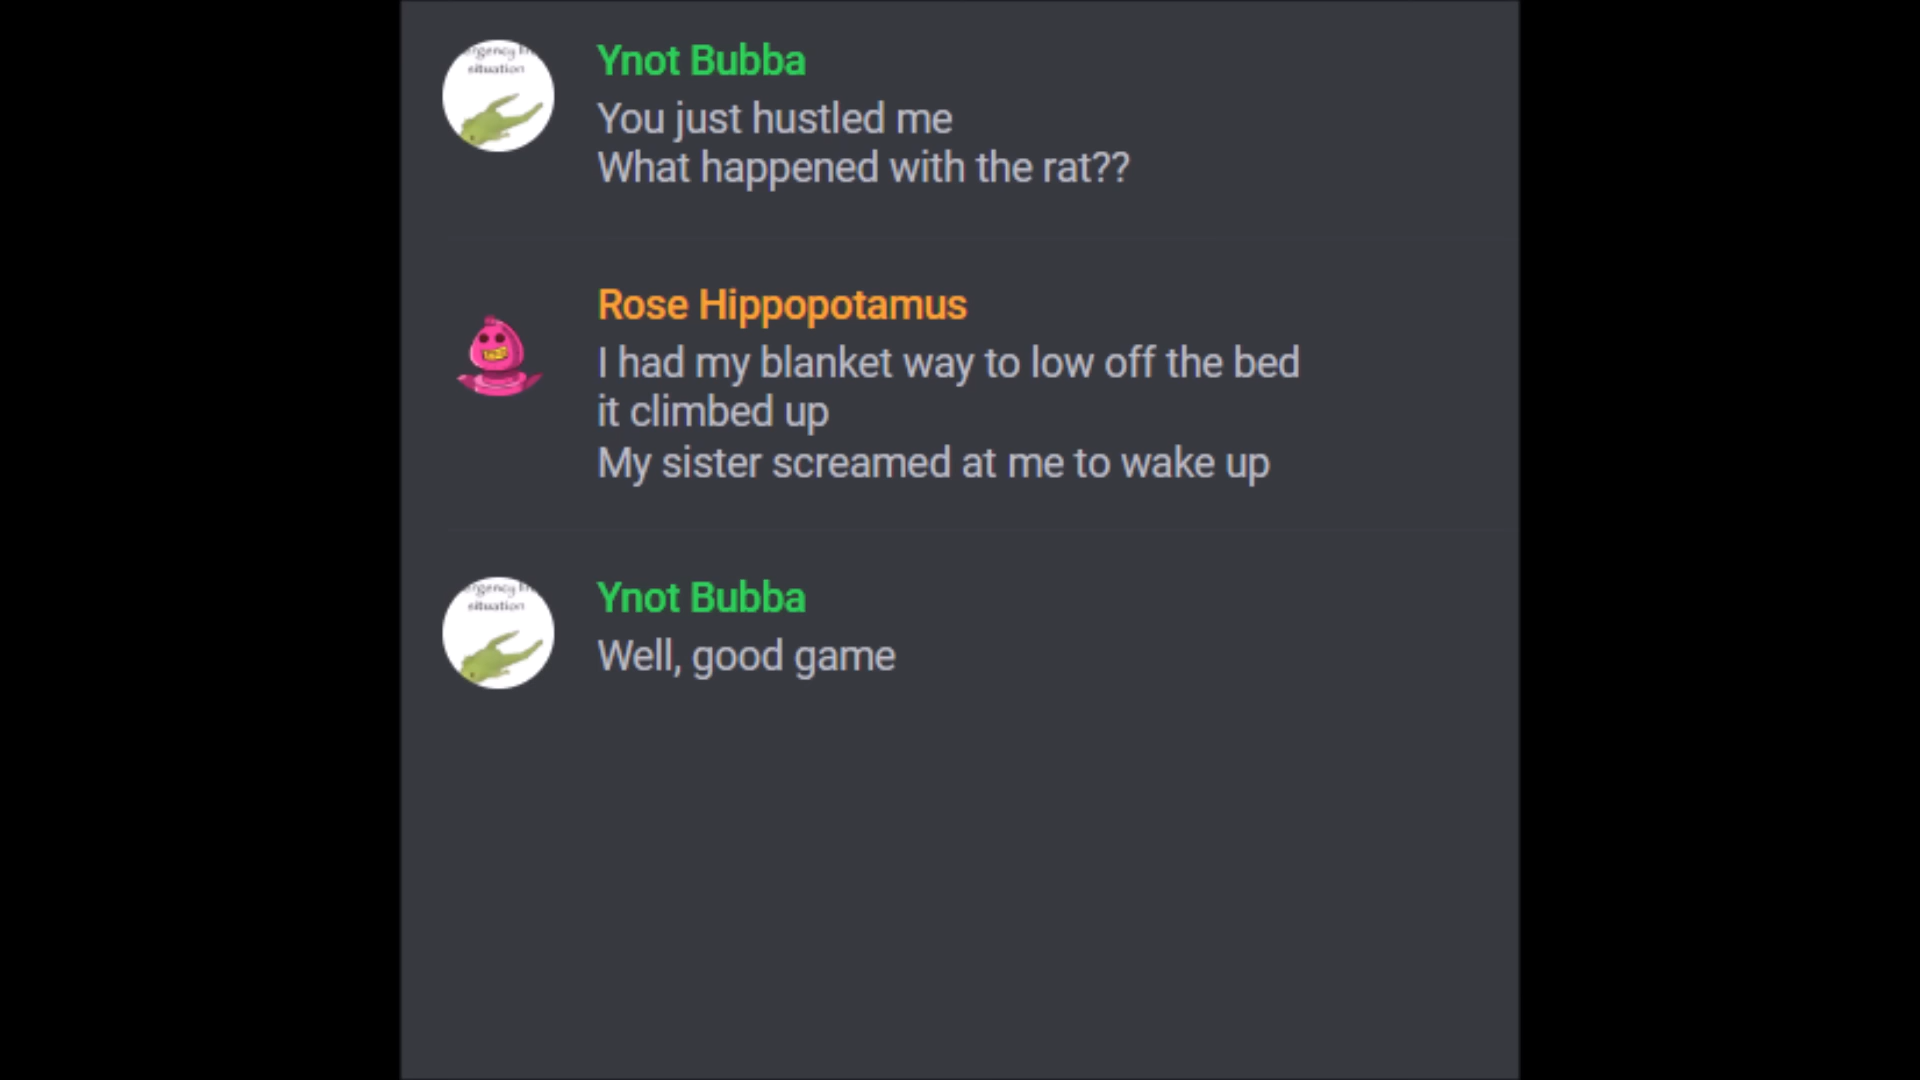 situation
Ynot Bubba
You just hustled me
What happened with the rat??
Rose Hippopotamus
I had my blanket way to low off the bed
it climbed up
My sister screamed at me to wake up
situation
Ynot Bubba
Well, good game